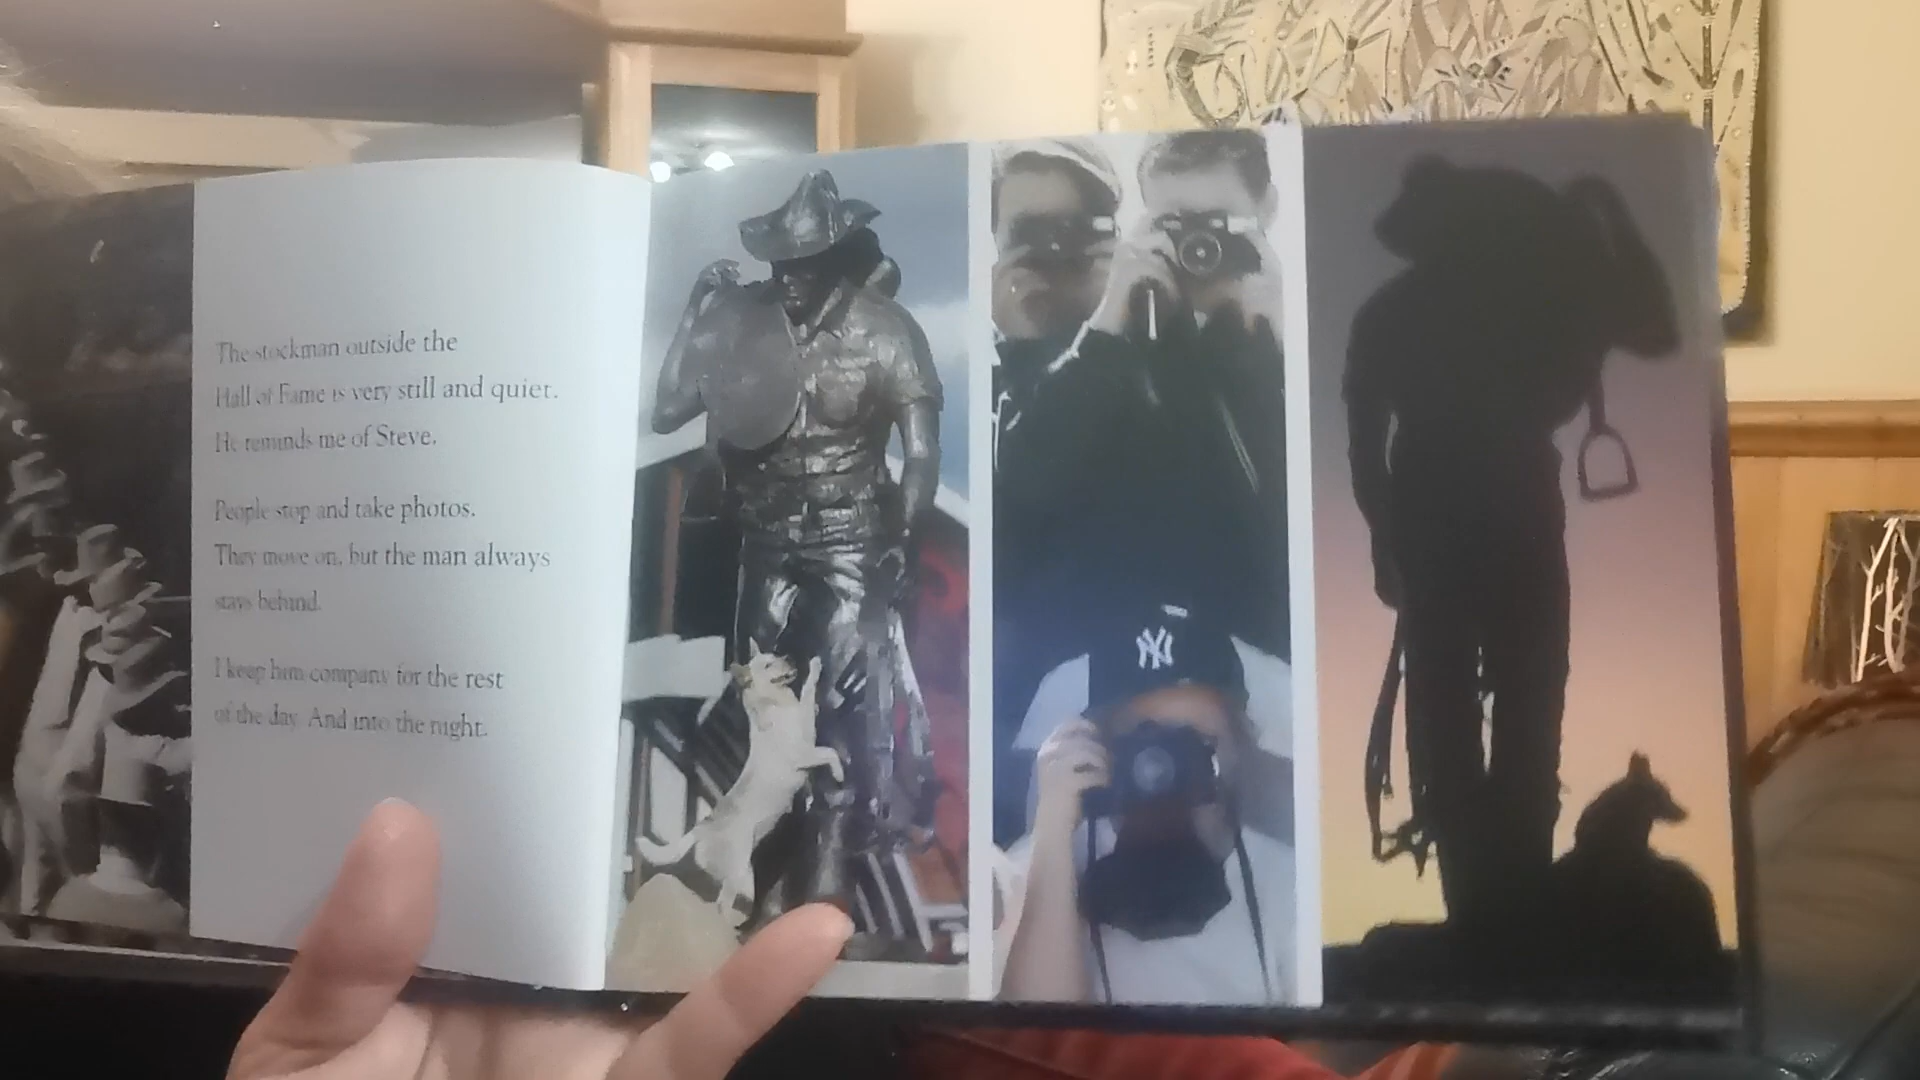 The stockman outside the
Hall of Fame is very still and quiet.
He reminds me of Steve.
People stop and take photos.
They move on, but the man always
stays behind.
I keep him company for the rest
of the day. And into the night.
NY